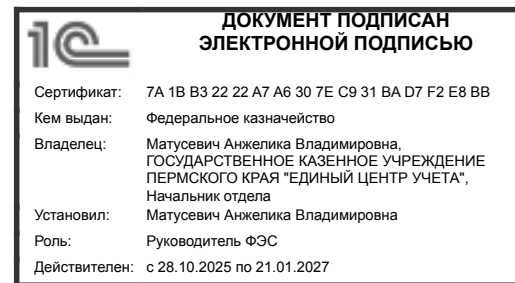 1С
ДОКУМЕНТ ПОДПИСАН
ЭЛЕКТРОННОЙ ПОДПИСЬЮ
Сертификат: 7A 1B B3 22 22 A7 A6 30 7E C9 31 BA D7 F2 E8 BB
Кем выдан: Федеральное казначейство
Владелец: Матусевич Анжелика Владимировна,
ГОСУДАРСТВЕННОЕ КАЗЕННОЕ УЧРЕЖДЕНИЕ
ПЕРМСКОГО КРАЯ "ЕДИНЫЙ ЦЕНТР УЧЕТА",
Начальник отдела
Установил: Матусевич Анжелика Владимировна
Роль: Руководитель ФЭС
Действителен: с 28.10.2025 по 21.01.2027